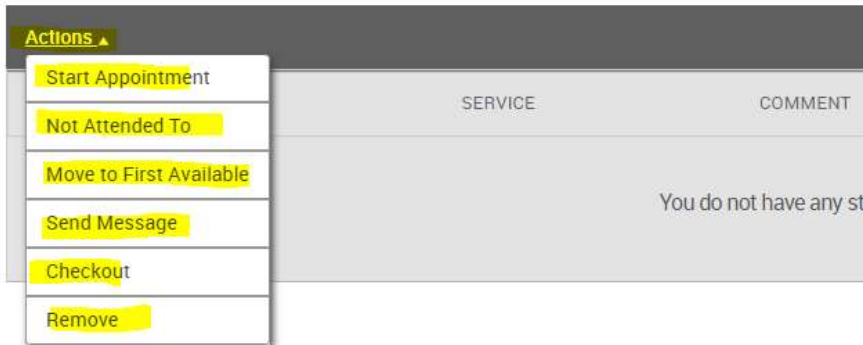 Actions ▲
Start Appointment
SERVICE COMMENT
Not Attended To
Move to First Available
You do not have any st
Send Message
Checkout
Remove